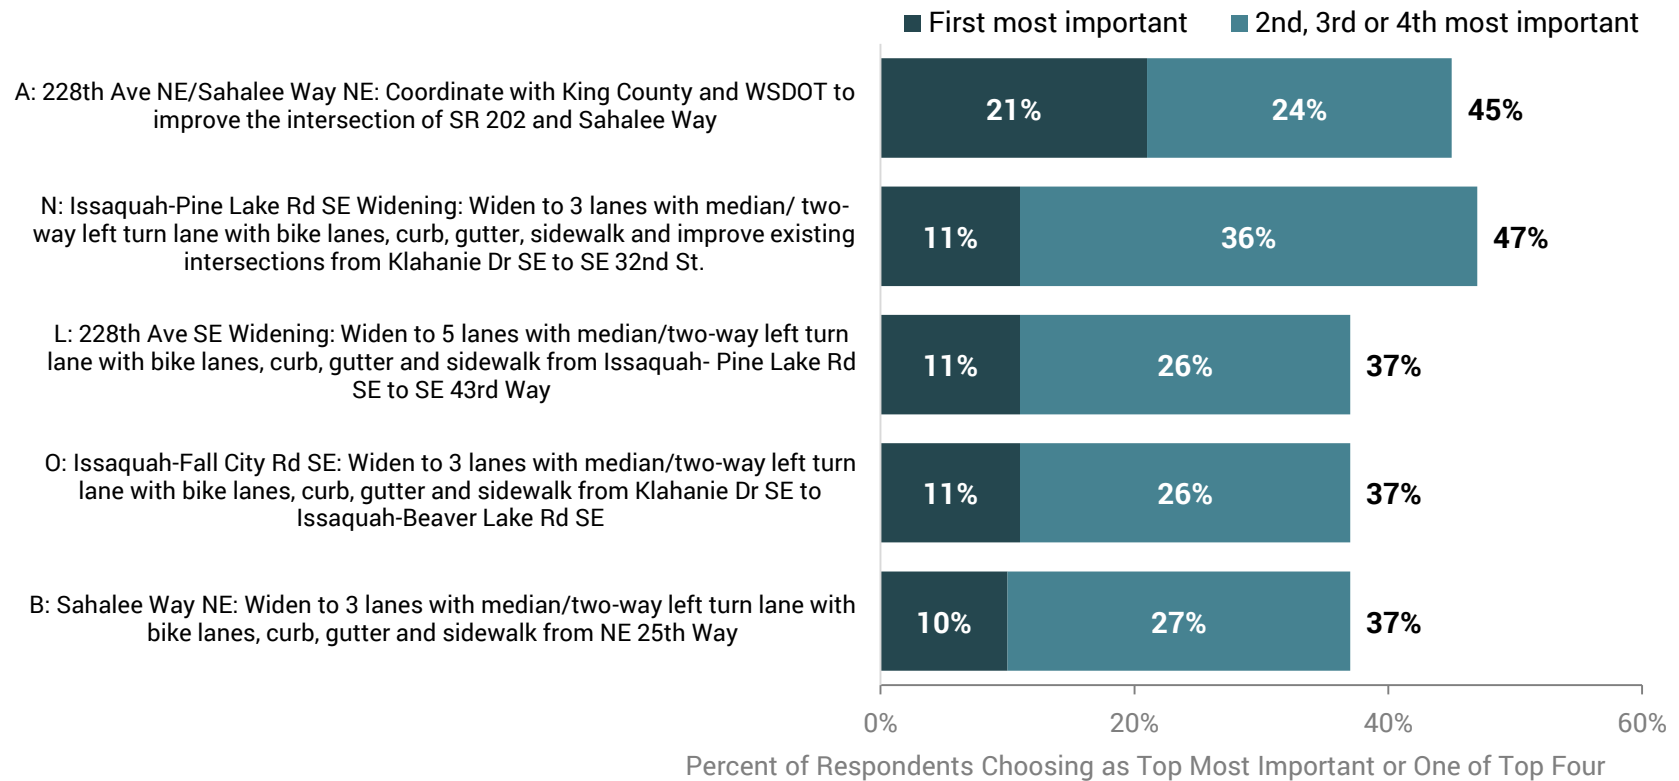 First most important
2nd, 3rd or 4th most important
A: 228th Ave NE/Sahalee Way NE: Coordinate with King County and WSDOT to
improve the intersection of SR 202 and Sahalee Way
21%
24%
45%
N: Issaquah-Pine Lake Rd SE Widening: Widen to 3 lanes with median/ two-
way left turn lane with bike lanes, curb, gutter, sidewalk and improve existing
intersections from Klahanie Dr SE to SE 32nd St.
11%
36%
47%
L: 228th Ave SE Widening: Widen to 5 lanes with median/two-way left turn
lane with bike lanes, curb, gutter and sidewalk from Issaquah- Pine Lake Rd
SE to SE 43rd Way
11%
26%
37%
O: Issaquah-Fall City Rd SE: Widen to 3 lanes with median/two-way left turn
lane with bike lanes, curb, gutter and sidewalk from Klahanie Dr SE to
Issaquah-Beaver Lake Rd SE
11%
26%
37%
B: Sahalee Way NE: Widen to 3 lanes with median/two-way left turn lane with
bike lanes, curb, gutter and sidewalk from NE 25th Way
10%
27%
37%
0%
20%
40%
60%
Percent of Respondents Choosing as Top Most Important or One of Top Four